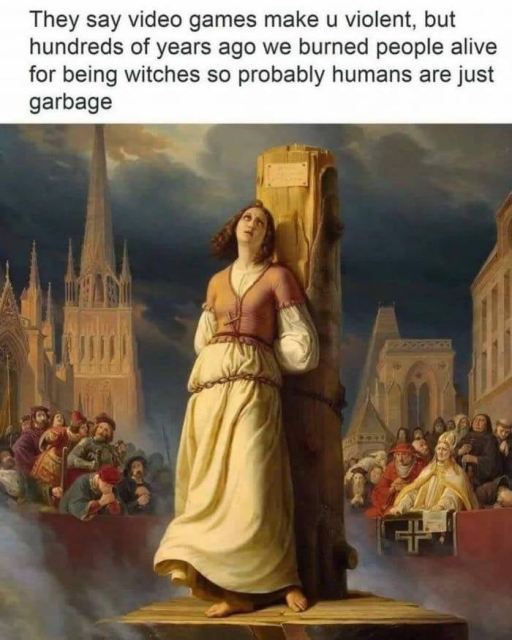 They say video games make u violent, but
hundreds of years ago we burned people alive
for being witches so probably humans are just
garbage